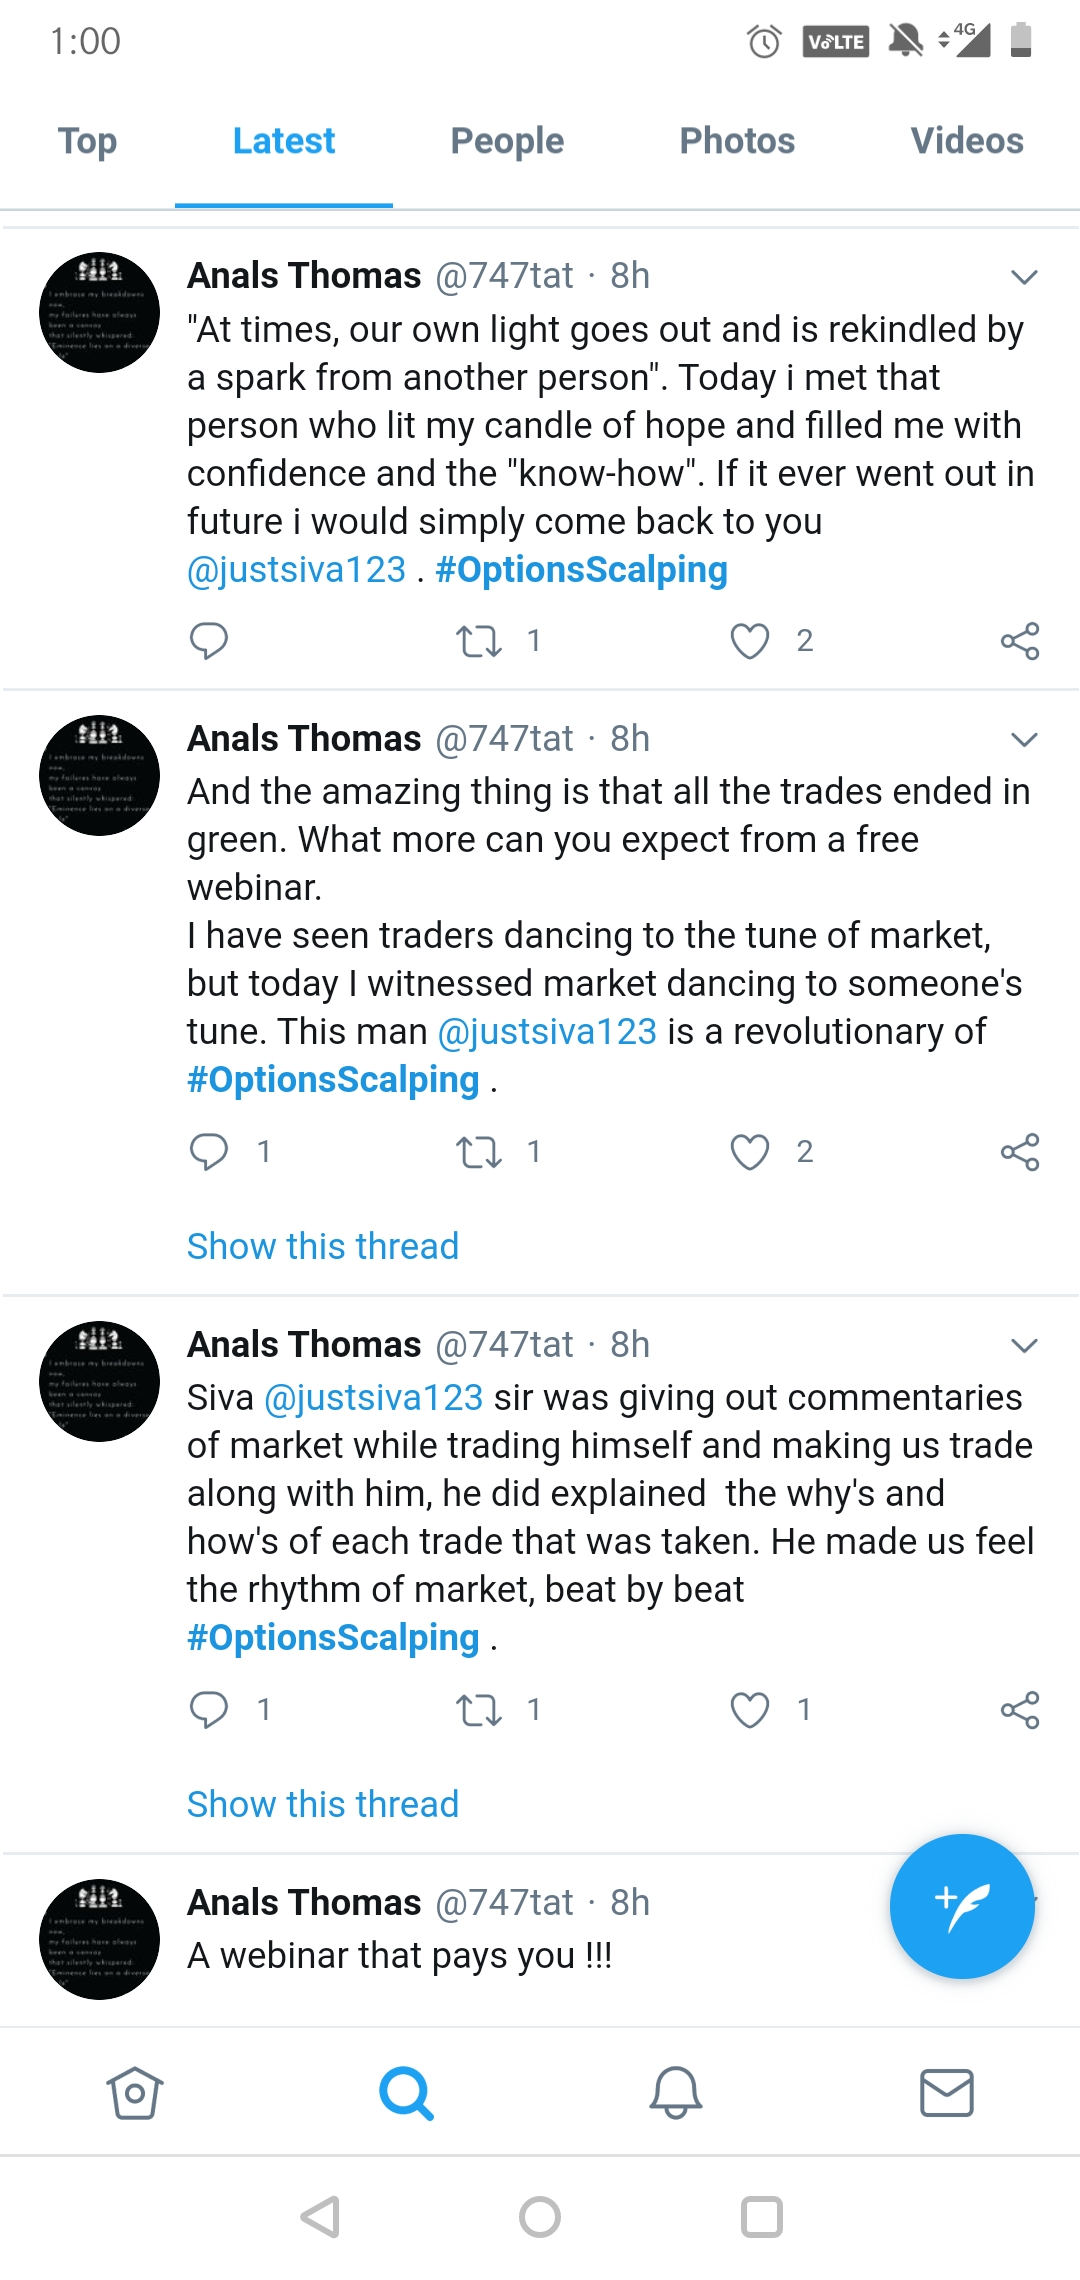 1:00
VoLTE
4G
Top Latest People Photos Videos
Anals Thomas @747tat · 8h
"At times, our own light goes out and is rekindled by
a spark from another person". Today i met that
person who lit my candle of hope and filled me with
confidence and the "know-how". If it ever went out in
future i would simply come back to you
@justsiva123 . #OptionsScalping
1 2
Anals Thomas @747tat · 8h
And the amazing thing is that all the trades ended in
green. What more can you expect from a free
webinar.
I have seen traders dancing to the tune of market,
but today I witnessed market dancing to someone's
tune. This man @justsiva123 is a revolutionary of
#OptionsScalping .
1 1 2
Show this thread
Anals Thomas @747tat · 8h
Siva @justsiva123 sir was giving out commentaries
of market while trading himself and making us trade
along with him, he did explained  the why's and
how's of each trade that was taken. He made us feel
the rhythm of market, beat by beat
#OptionsScalping .
1 1 1
Show this thread
Anals Thomas @747tat · 8h
A webinar that pays you !!!